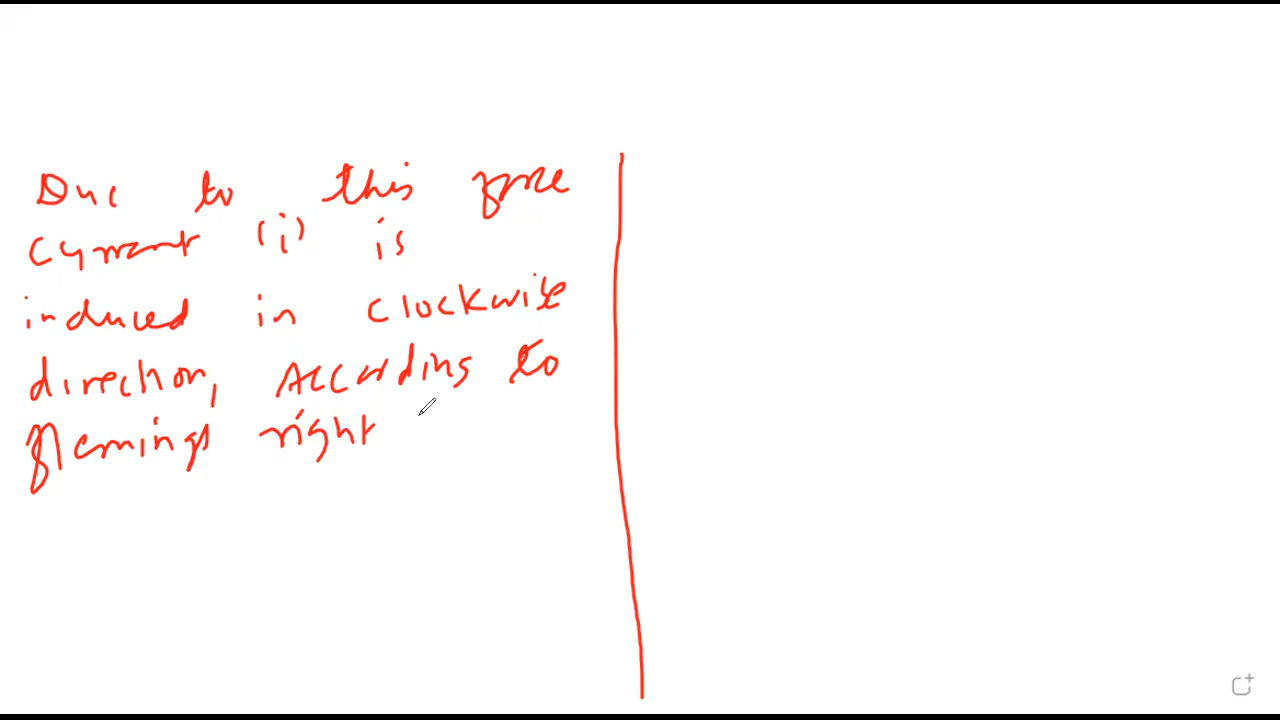 Due to this force
Current (i) is
induced in clockwise
direction, According to
flemings right